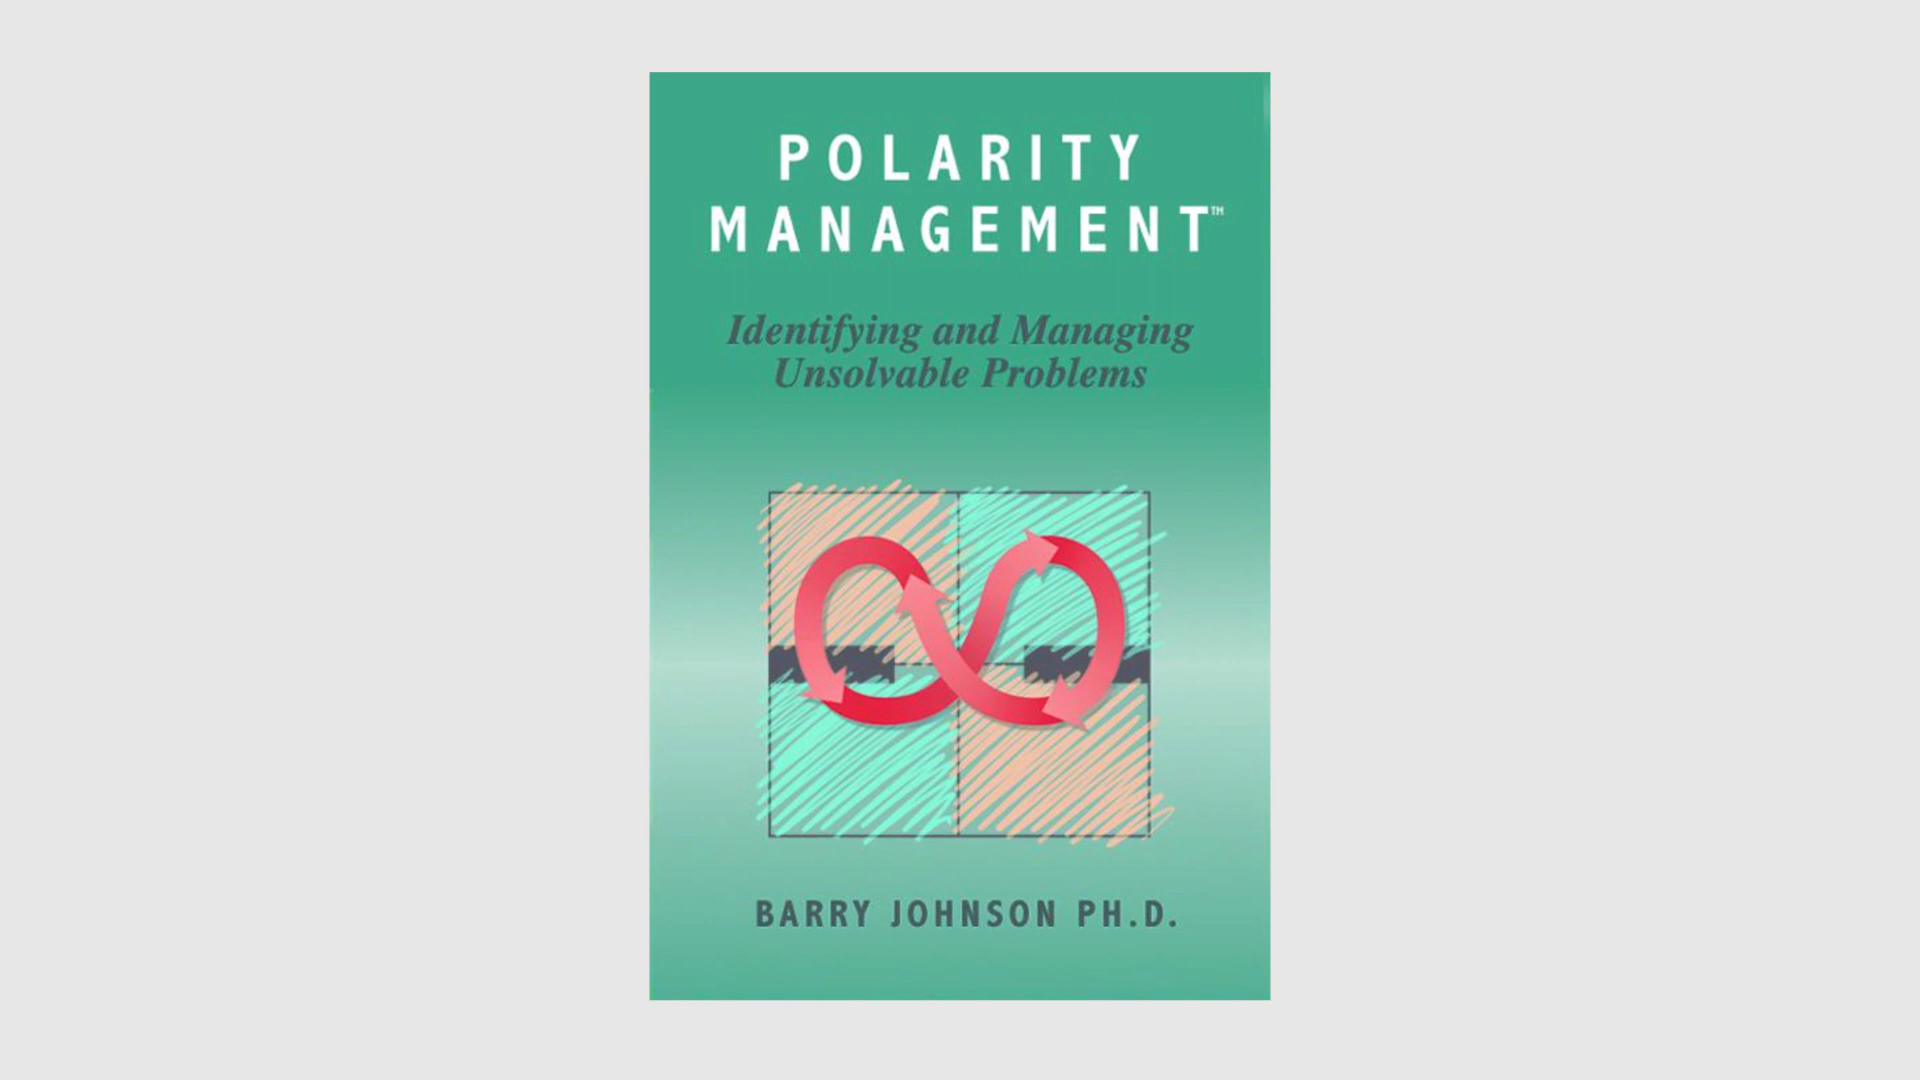 POLARITY
MANAGEMENT™
Identifying and Managing
Unsolvable Problems
BARRY JOHNSON PH.D.